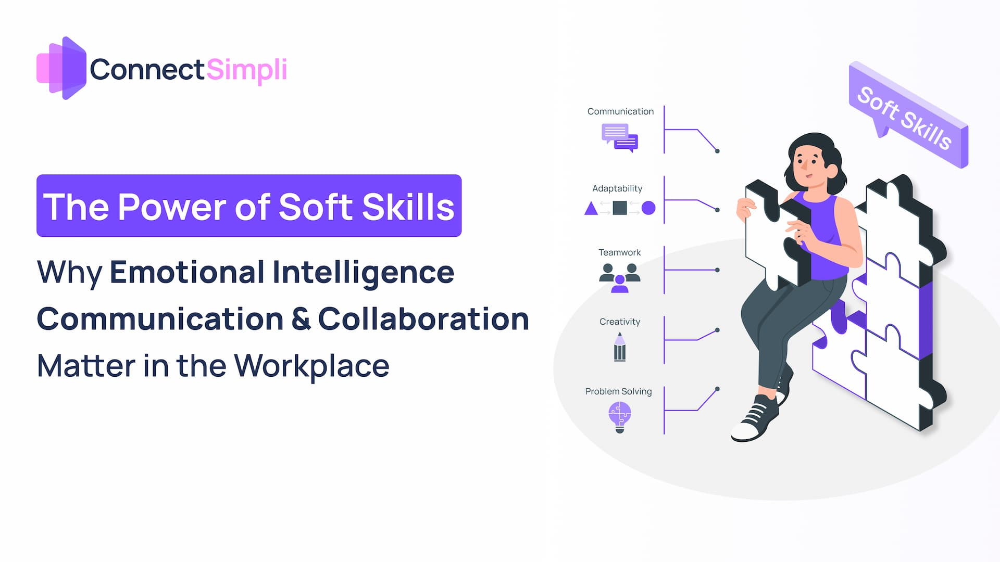 ConnectSimpli
The Power of Soft Skills
Why Emotional Intelligence
Communication & Collaboration
Matter in the Workplace
Soft Skills
Communication
Adaptability
Teamwork
Creativity
Problem Solving